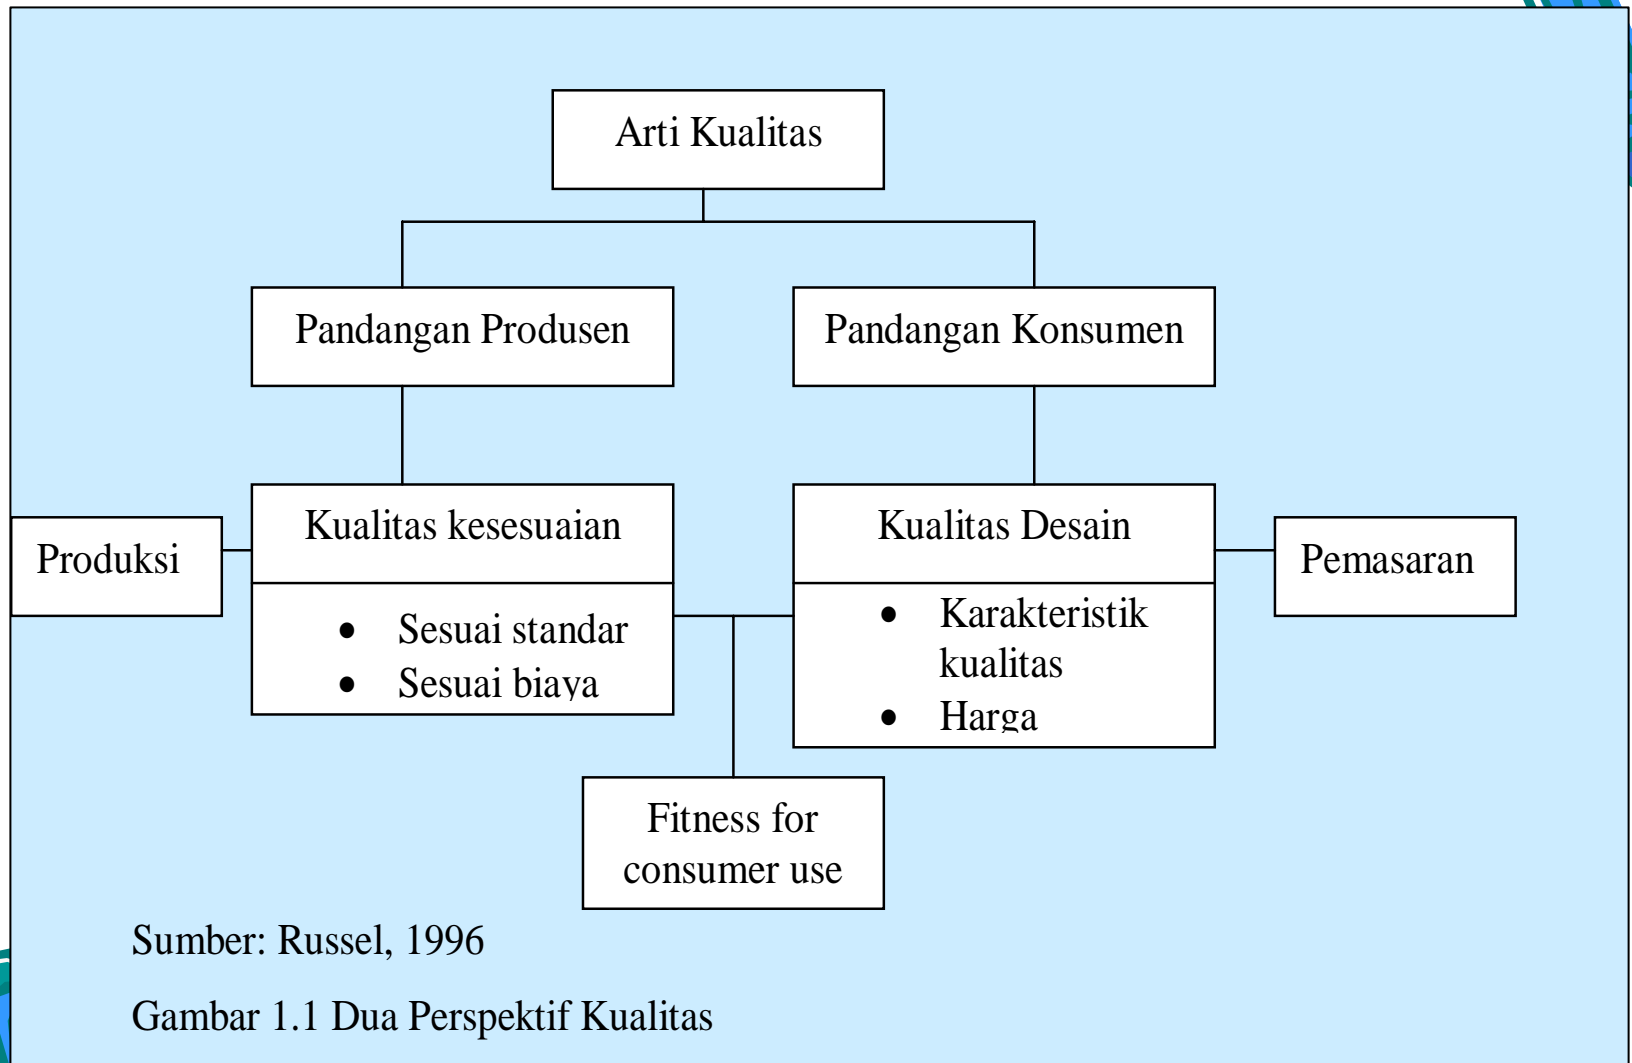 Arti Kualitas
Pandangan Produsen
Pandangan Konsumen
Produksi
Kualitas kesesuaian
• Sesuai standar
• Sesuai biaya
Kualitas Desain
• Karakteristik
kualitas
• Harga
Pemasaran
Fitness for
consumer use
Sumber: Russel, 1996
Gambar 1.1 Dua Perspektif Kualitas